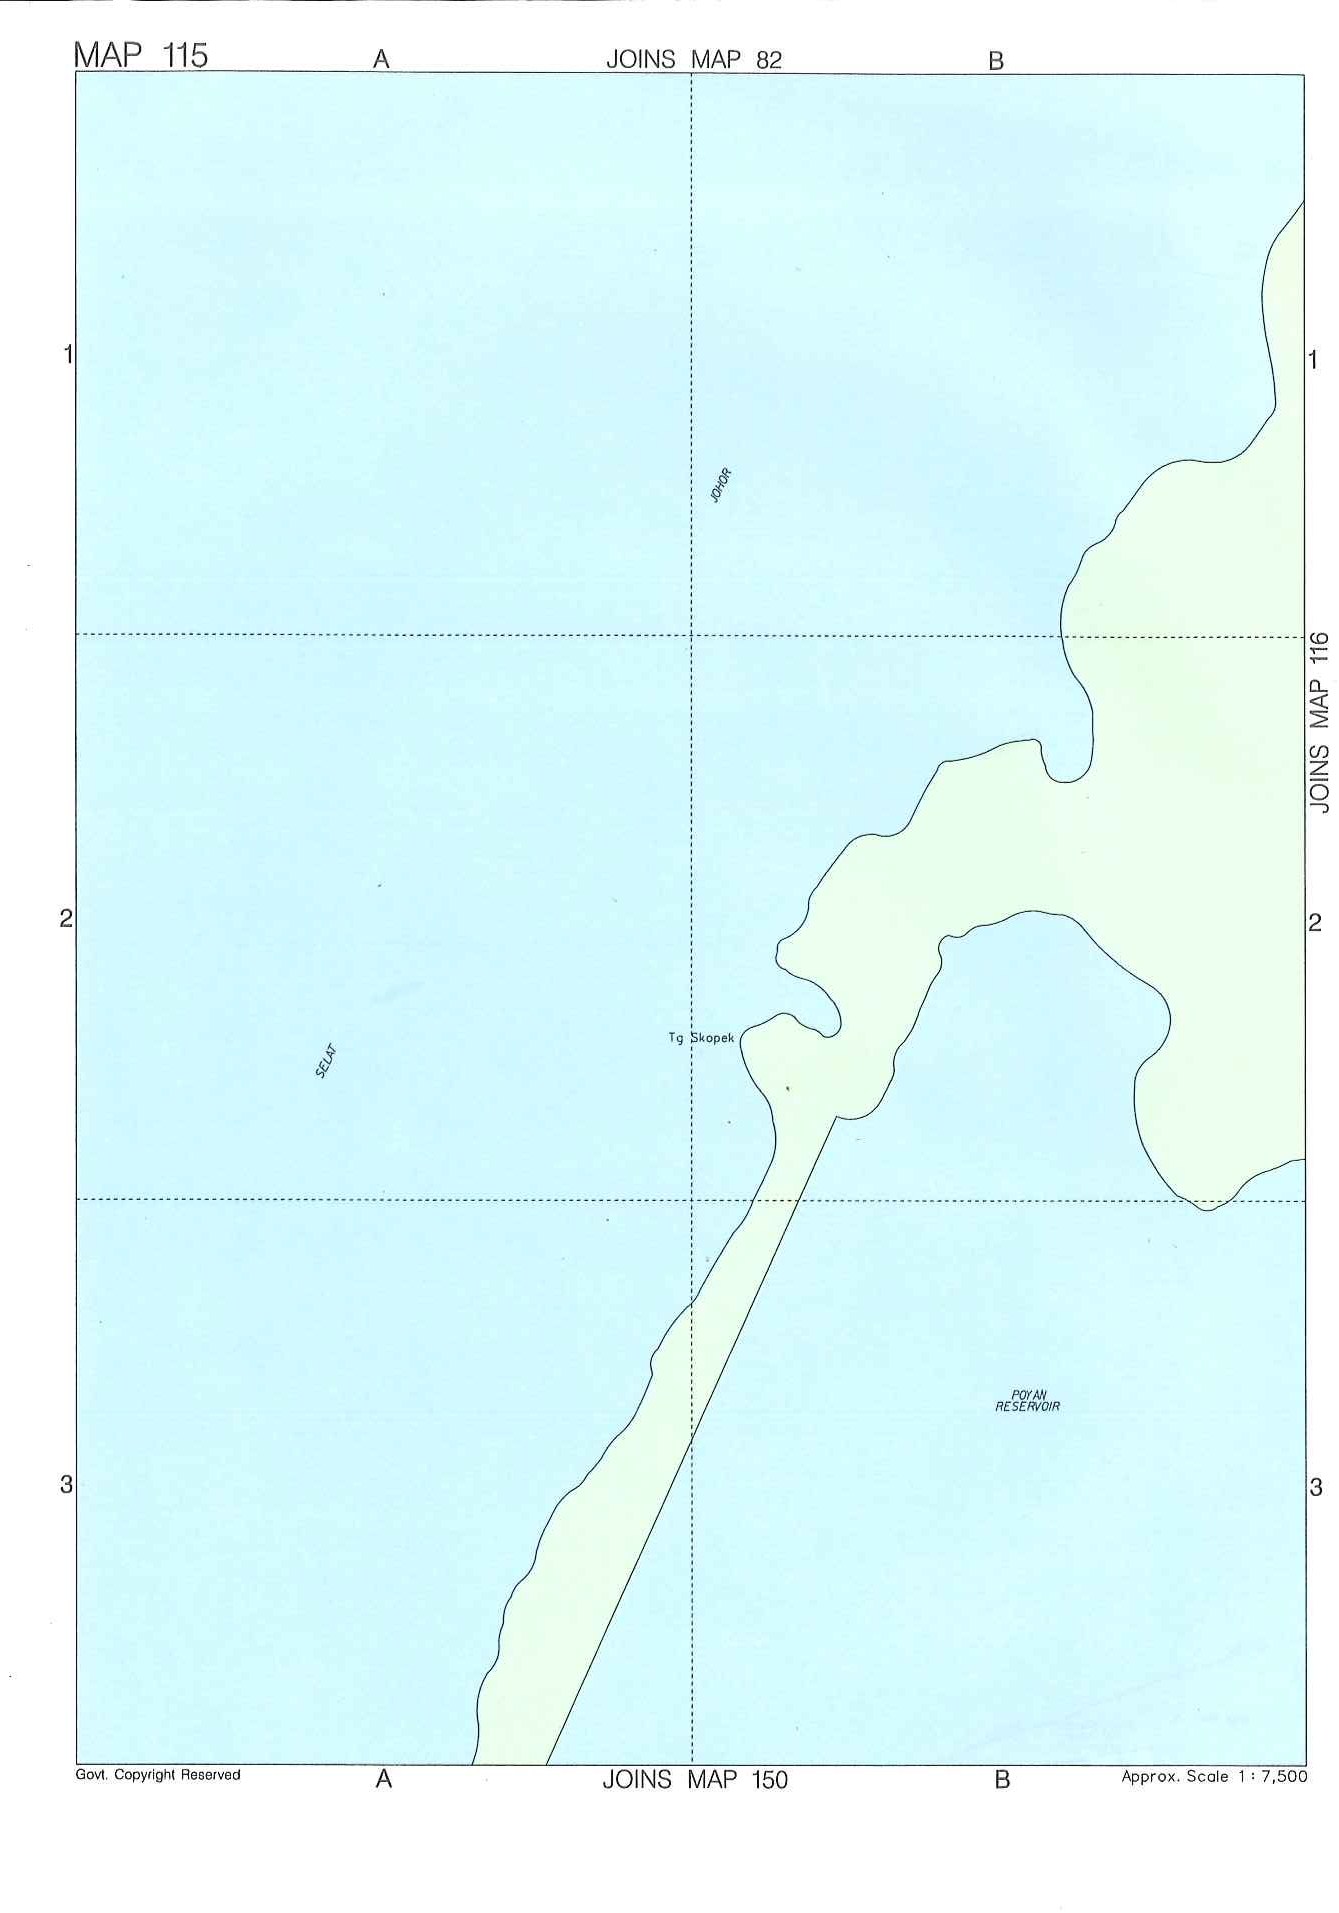 MAP 115
A
JOINS MAP 82
B
1
1
JOHOR
JOINS MAP 116
2
2
Tg Skopek
SELAT
POYAN
RESERVOIR
3
3
Govt. Copyright Reserved
A
JOINS MAP 150
B
Approx. Scale 1 : 7,500